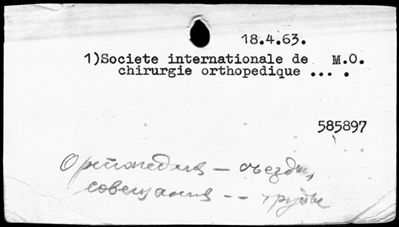 18.4.63.
1)Societe internationale de M.O.
chirurgie orthopedique ... .
585897
Ортопедия – съезды,
совещания -- труды